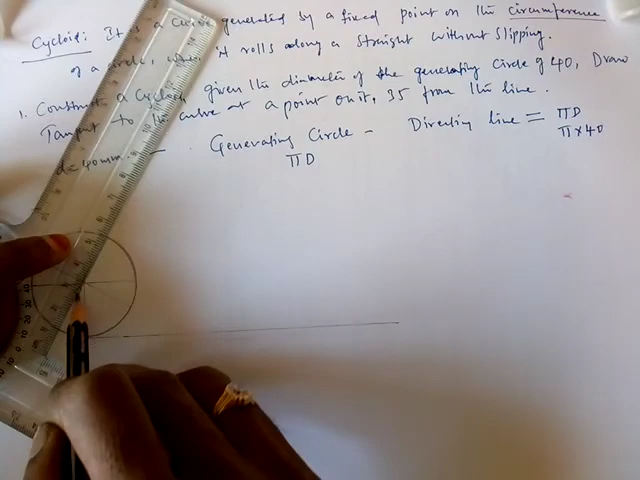 Cycloid: It is a curve generated by a fixed point on the circumference
of a circle, when it rolls along a straight without slipping.
1. Construct a cycloid given the diameter of the generating circle of 40, Draw
Tangent to the curve at a point on it, 35 from the line.
d = 40mm. Generating Circle - Directing line = πD
πD π×40